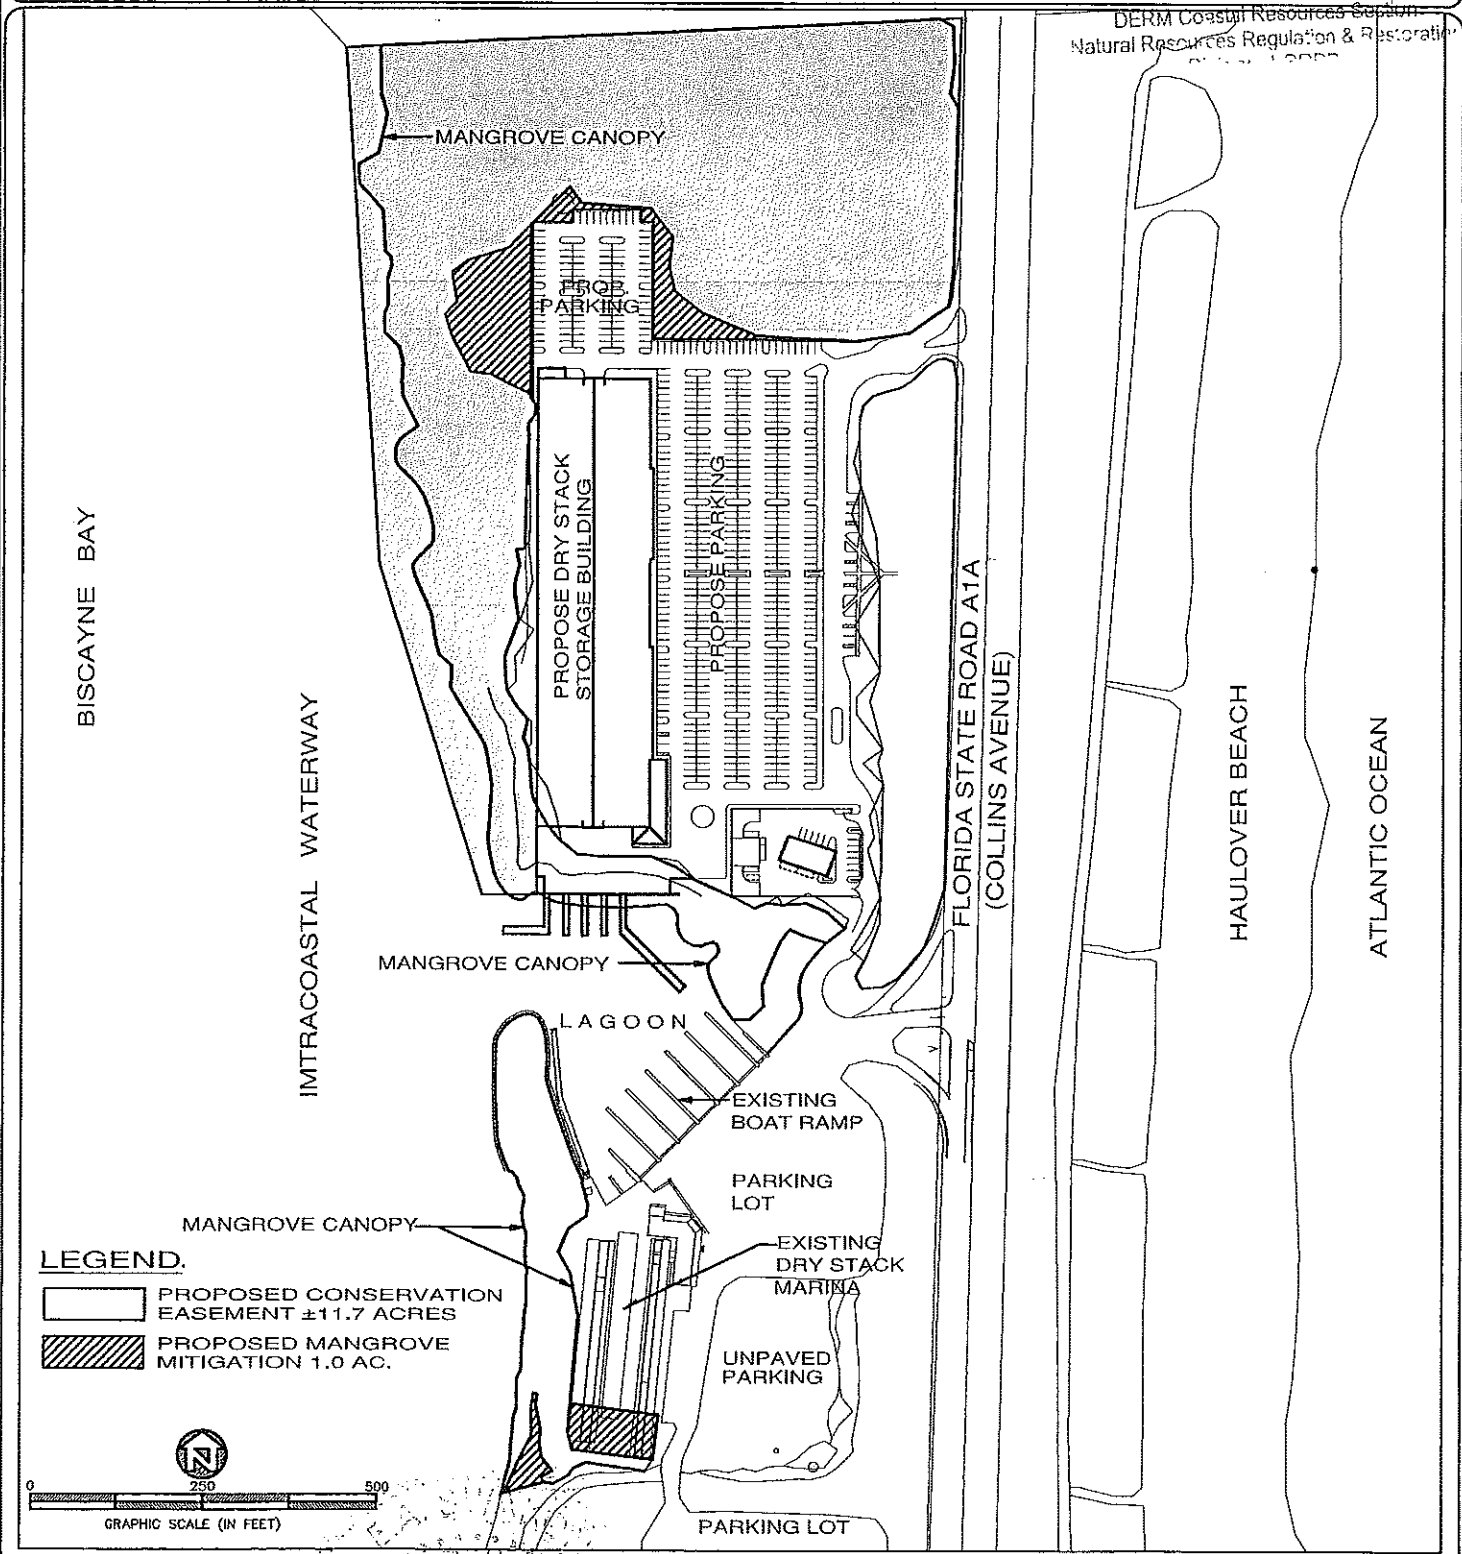 DERM Coastal Resources Section
Natural Resources Regulation & Restoration
MANGROVE CANOPY
PROP.
PARKING
PROPOSE DRY STACK
STORAGE BUILDING
PROPOSE PARKING
BISCAYNE BAY
IMTRACOASTAL WATERWAY
FLORIDA STATE ROAD A1A
(COLLINS AVENUE)
HAULOVER BEACH
ATLANTIC OCEAN
MANGROVE CANOPY
LAGOON
EXISTING
BOAT RAMP
PARKING
LOT
MANGROVE CANOPY
EXISTING
DRY STACK
MARINA
LEGEND.
PROPOSED CONSERVATION
EASEMENT ±11.7 ACRES
PROPOSED MANGROVE
MITIGATION 1.0 AC.
UNPAVED
PARKING
N
0 250 500
GRAPHIC SCALE (IN FEET)
PARKING LOT